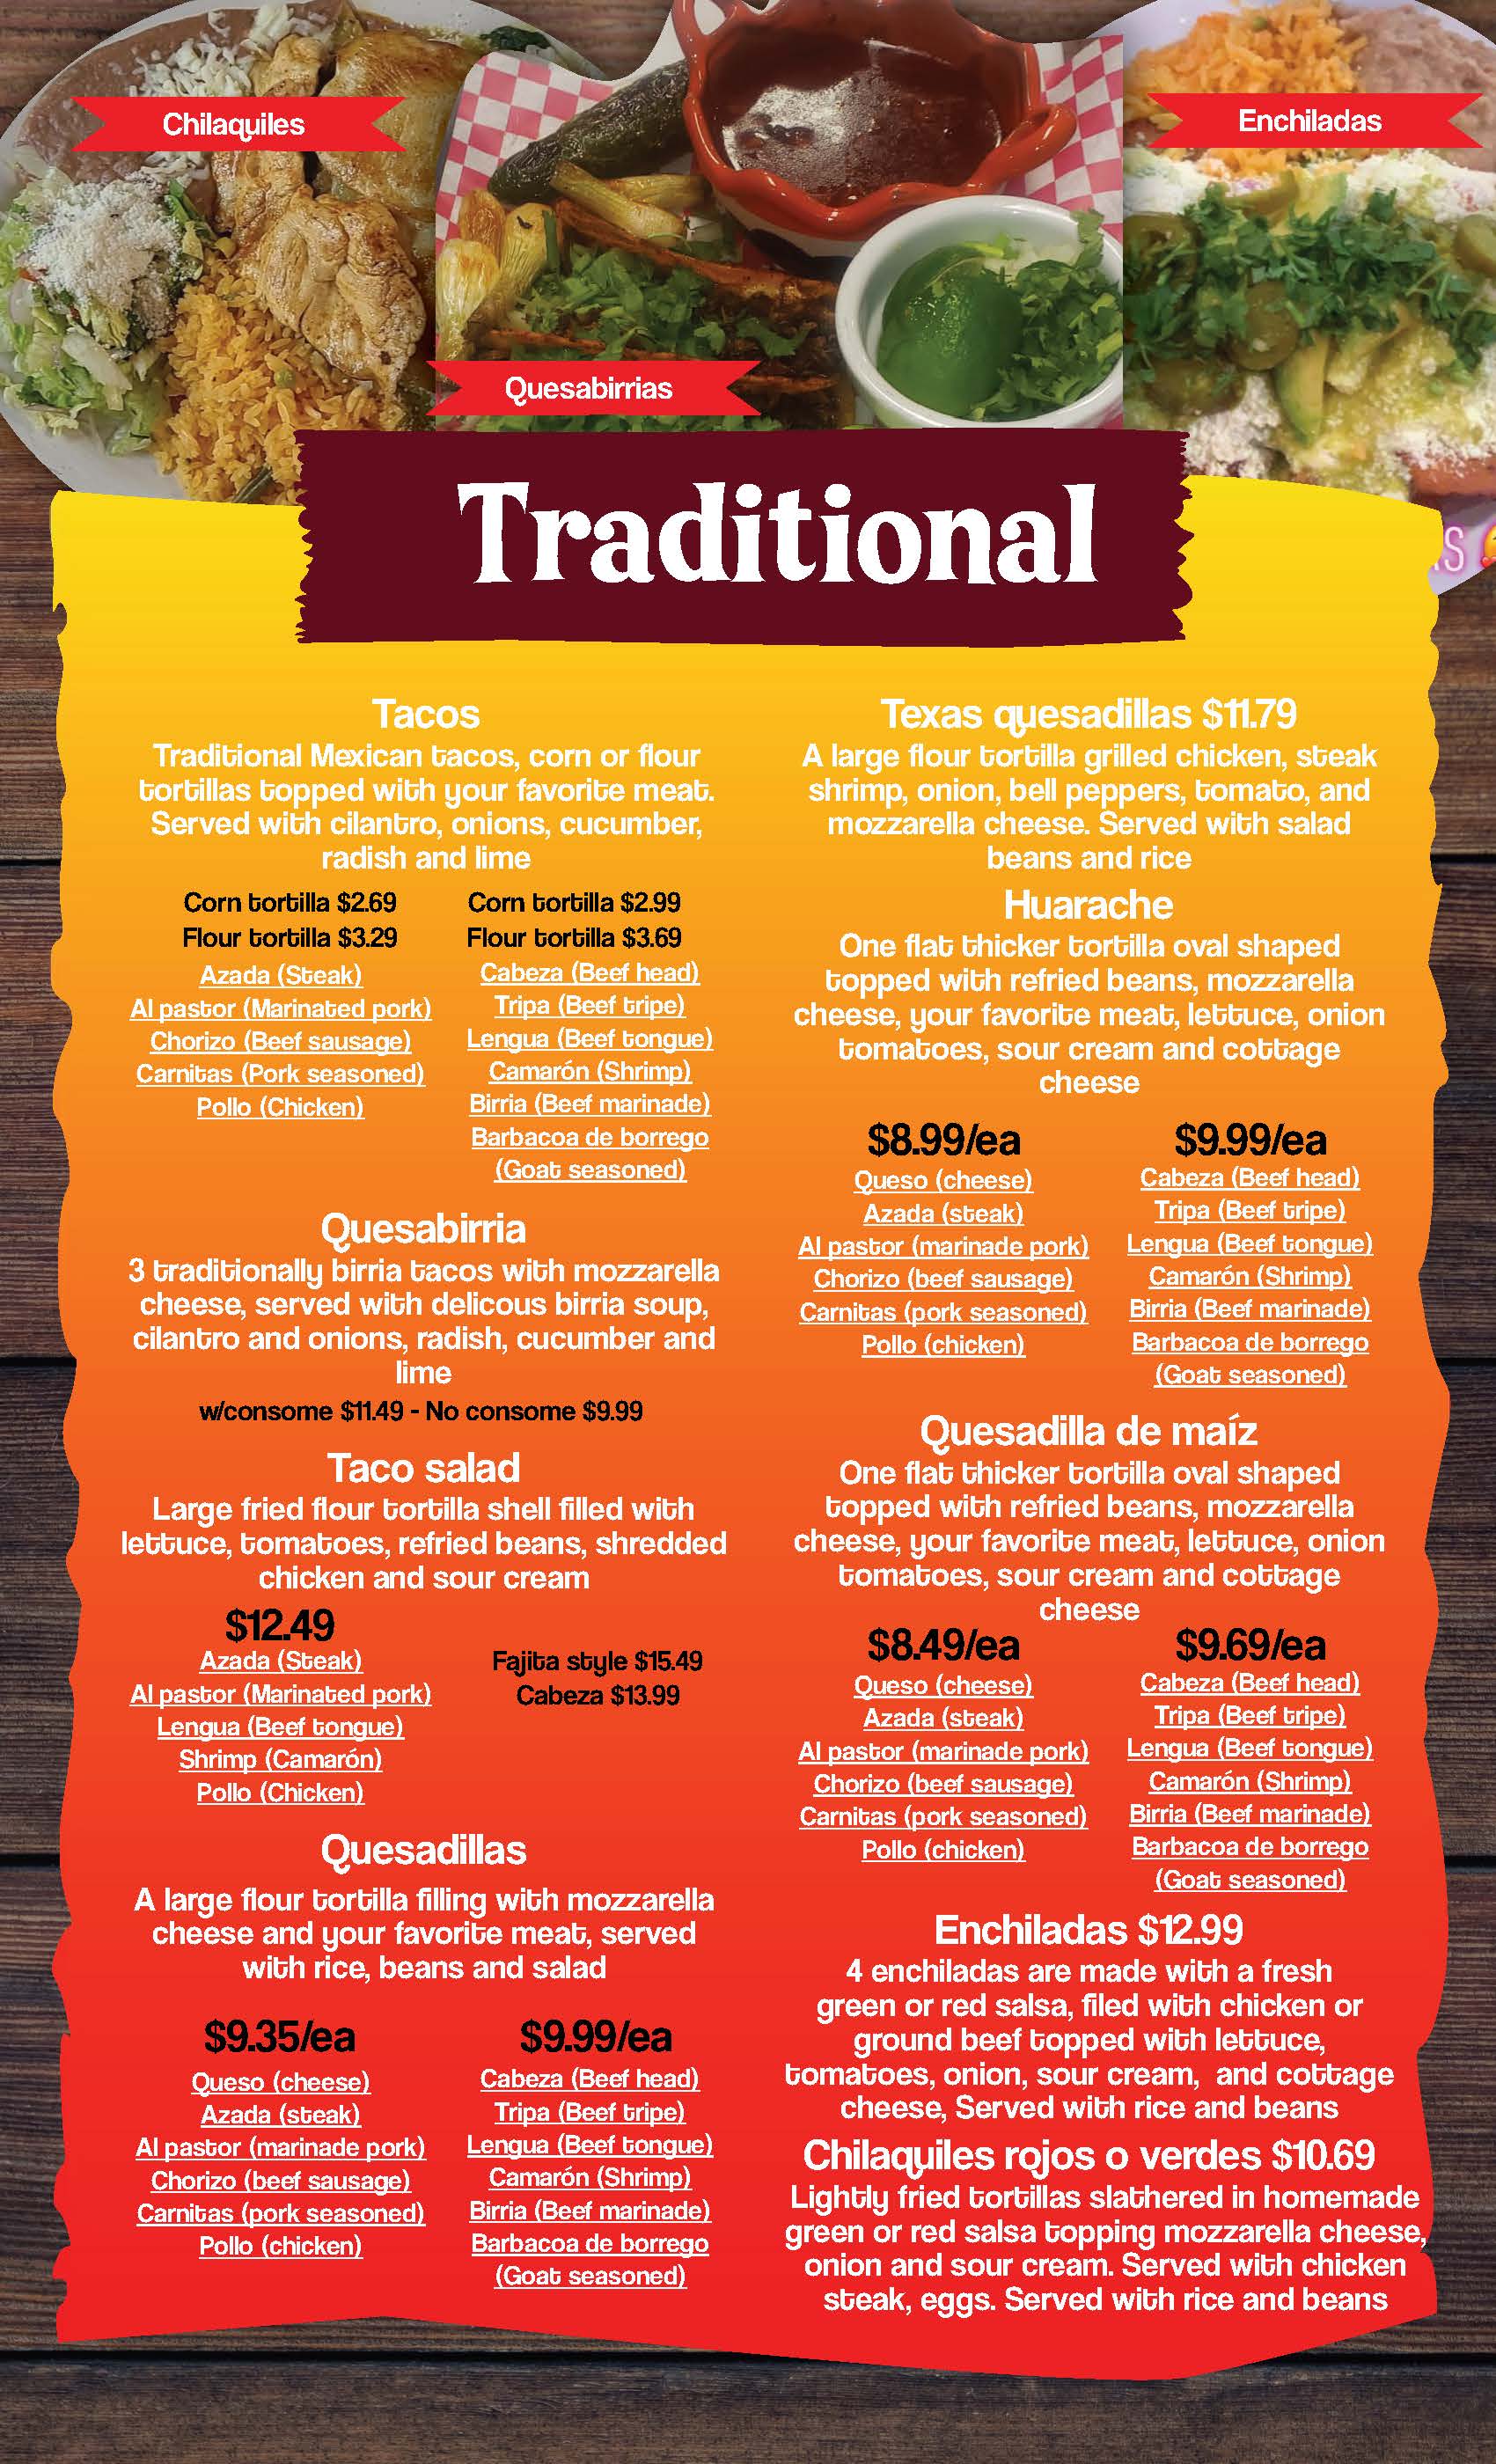 Chilaquiles
Enchiladas
Quesabirrias
Traditional
Tacos
Traditional Mexican tacos, corn or flour
tortillas topped with your favorite meat.
Served with cilantro, onions, cucumber,
radish and lime
Corn tortilla $2.69
Flour tortilla $3.29
Azada (Steak)
Al pastor (Marinated pork)
Chorizo (Beef sausage)
Carnitas (Pork seasoned)
Pollo (Chicken)
Corn tortilla $2.99
Flour tortilla $3.69
Cabeza (Beef head)
Tripa (Beef tripe)
Lengua (Beef tongue)
Camarón (Shrimp)
Birria (Beef marinade)
Barbacoa de borrego
(Goat seasoned)
Quesabirria
3 traditionally birria tacos with mozzarella
cheese, served with delicous birria soup,
cilantro and onions, radish, cucumber and
lime
w/consome $11.49 - No consome $9.99
Taco salad
Large fried flour tortilla shell filled with
lettuce, tomatoes, refried beans, shredded
chicken and sour cream
$12.49
Azada (Steak)
Al pastor (Marinated pork)
Lengua (Beef tongue)
Shrimp (Camarón)
Pollo (Chicken)
Fajita style $15.49
Cabeza $13.99
Quesadillas
A large flour tortilla filling with mozzarella
cheese and your favorite meat, served
with rice, beans and salad
$9.35/ea
Queso (cheese)
Azada (steak)
Al pastor (marinade pork)
Chorizo (beef sausage)
Carnitas (pork seasoned)
Pollo (chicken)
$9.99/ea
Cabeza (Beef head)
Tripa (Beef tripe)
Lengua (Beef tongue)
Camarón (Shrimp)
Birria (Beef marinade)
Barbacoa de borrego
(Goat seasoned)
Texas quesadillas $11.79
A large flour tortilla grilled chicken, steak
shrimp, onion, bell peppers, tomato, and
mozzarella cheese. Served with salad
beans and rice
Huarache
One flat thicker tortilla oval shaped
topped with refried beans, mozzarella
cheese, your favorite meat, lettuce, onion
tomatoes, sour cream and cottage
cheese
$8.99/ea
Queso (cheese)
Azada (steak)
Al pastor (marinade pork)
Chorizo (beef sausage)
Carnitas (pork seasoned)
Pollo (chicken)
$9.99/ea
Cabeza (Beef head)
Tripa (Beef tripe)
Lengua (Beef tongue)
Camarón (Shrimp)
Birria (Beef marinade)
Barbacoa de borrego
(Goat seasoned)
Quesadilla de maíz
One flat thicker tortilla oval shaped
topped with refried beans, mozzarella
cheese, your favorite meat, lettuce, onion
tomatoes, sour cream and cottage
cheese
$8.49/ea
Queso (cheese)
Azada (steak)
Al pastor (marinade pork)
Chorizo (beef sausage)
Carnitas (pork seasoned)
Pollo (chicken)
$9.69/ea
Cabeza (Beef head)
Tripa (Beef tripe)
Lengua (Beef tongue)
Camarón (Shrimp)
Birria (Beef marinade)
Barbacoa de borrego
(Goat seasoned)
Enchiladas $12.99
4 enchiladas are made with a fresh
green or red salsa, filed with chicken or
ground beef topped with lettuce,
tomatoes, onion, sour cream, and cottage
cheese, Served with rice and beans
Chilaquiles rojos o verdes $10.69
Lightly fried tortillas slathered in homemade
green or red salsa topping mozzarella cheese,
onion and sour cream. Served with chicken
steak, eggs. Served with rice and beans